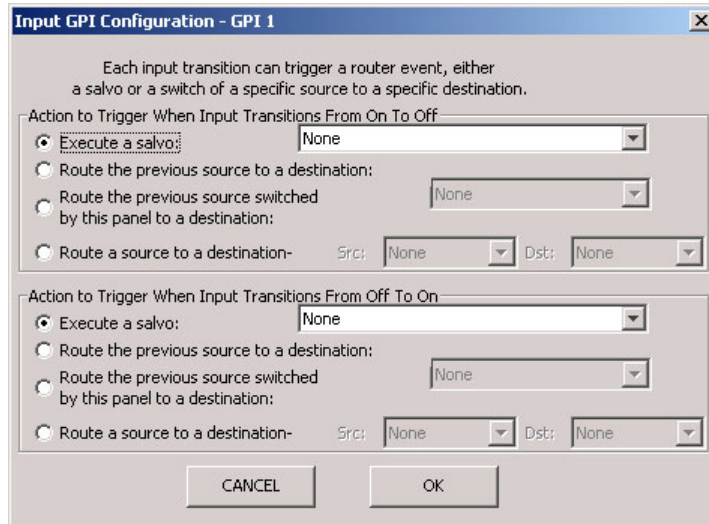 Input GPI Configuration - GPI 1
Each input transition can trigger a router event, either
a salvo or a switch of a specific source to a specific destination.
Action to Trigger When Input Transitions From On To Off
Execute a salvo: None
Route the previous source to a destination:
Route the previous source switched
by this panel to a destination:
None
Route a source to a destination- Src: None Dst: None
Action to Trigger When Input Transitions From Off To On
Execute a salvo: None
Route the previous source to a destination:
Route the previous source switched
by this panel to a destination:
None
Route a source to a destination- Src: None Dst: None
CANCEL OK